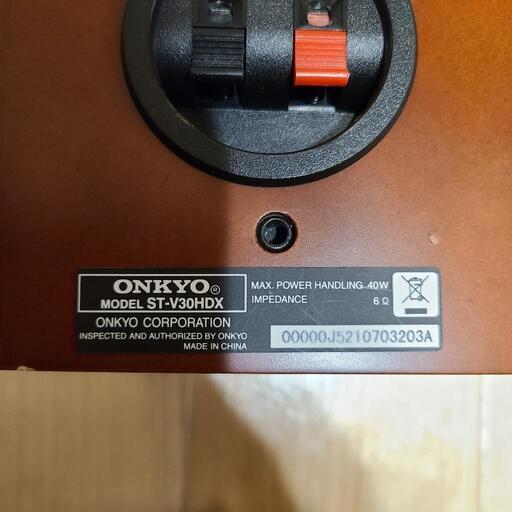 ONKYO®
MODEL ST-V30HDX
ONKYO CORPORATION
INSPECTED AND AUTHORIZED BY ONKYO
MADE IN CHINA
MAX. POWER HANDLING 40W
IMPEDANCE 6 Ω
00000J5210703203A